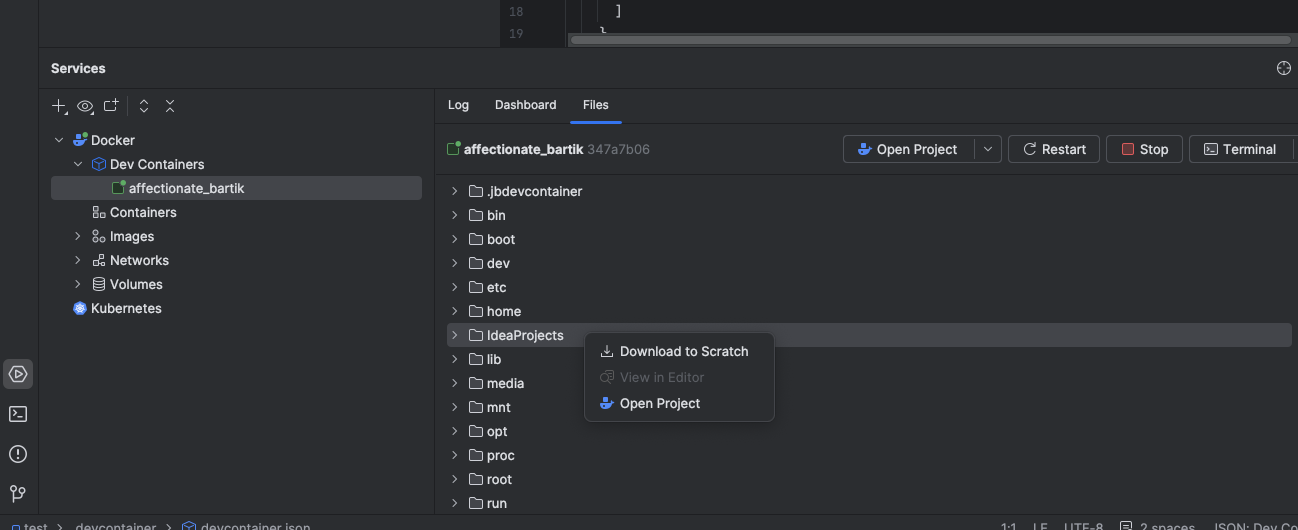 18 ]
19 }
Services
Log Dashboard Files
Docker
Dev Containers
affectionate_bartik
Containers
Images
Networks
Volumes
Kubernetes
affectionate_bartik 347a7b06 Open Project Restart Stop Terminal
.jbdevcontainer
bin
boot
dev
etc
home
IdeaProjects
lib
media
mnt
opt
proc
root
run
Download to Scratch
View in Editor
Open Project
test > .devcontainer > devcontainer.json 1:1 LF UTF-8 2 spaces JSON: Dev Co